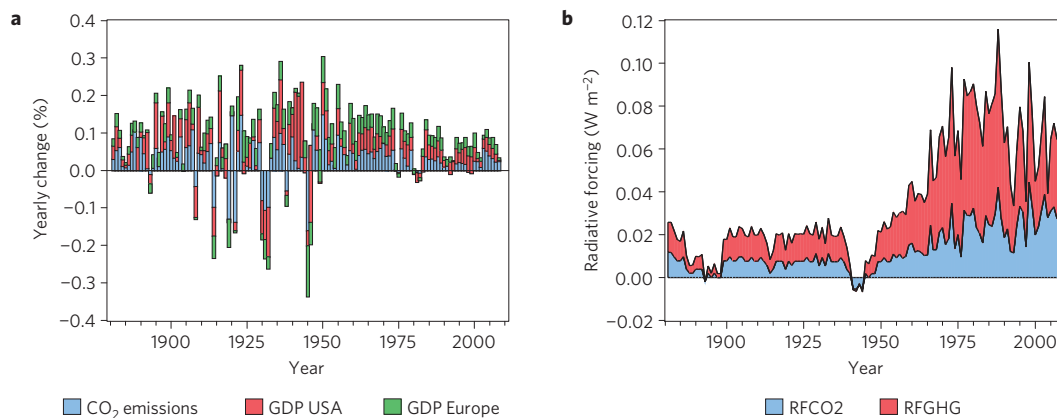 a
0.4
0.3
0.2
0.1
0.0
−0.1
−0.2
−0.3
−0.4
Yearly change (%)
1900 1925 1950 1975 2000
Year
CO₂ emissions GDP USA GDP Europe
b
0.12
0.10
0.08
0.06
0.04
0.02
0.00
−0.02
Radiative forcing (W m⁻²)
1900 1925 1950 1975 2000
Year
RFCO2 RFGHG